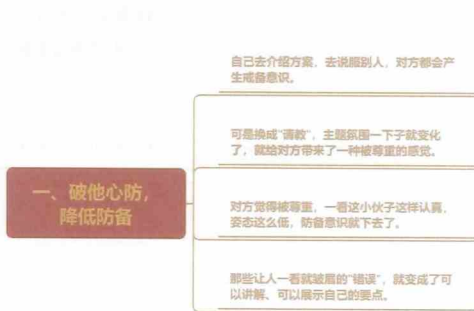 自己去介绍方案，去说服别人，对方都会产
生戒备意识。
可是换成“请教”，主题氛围一下子就变化
了，就给对方带来了一种被尊重的感觉。
一、破他心防，
降低防备
对方觉得被尊重，一看这小伙子这样认真，
姿态这么低，防备意识就下去了。
那些让人一看就皱眉的“错误”，就变成了可
以讲解、可以展示自己的要点。